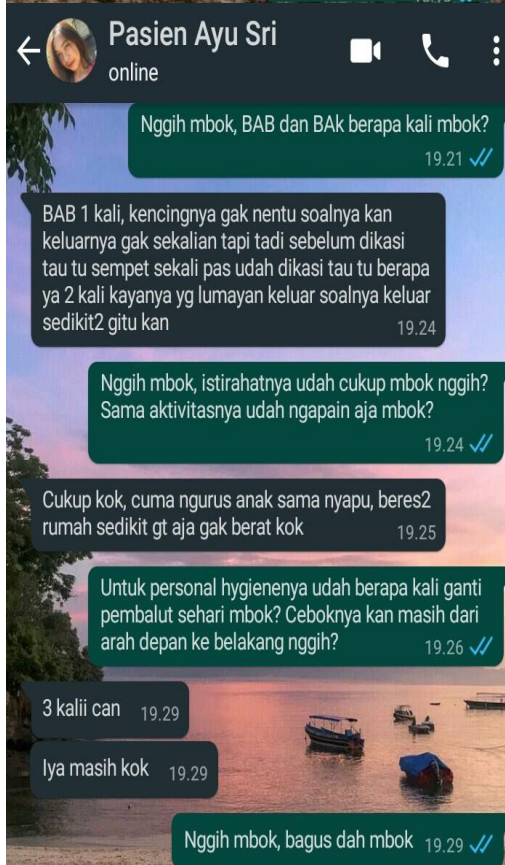 Pasien Ayu Sri
online
Nggih mbok, BAB dan BAk berapa kali mbok?
19.21
BAB 1 kali, kencingnya gak nentu soalnya kan
keluarnya gak sekalian tapi tadi sebelum dikasi
tau tu sempet sekali pas udah dikasi tau tu berapa
ya 2 kali kayanya yg lumayan keluar soalnya keluar
sedikit2 gitu kan
19.24
Nggih mbok, istirahatnya udah cukup mbok nggih?
Sama aktivitasnya udah ngapain aja mbok?
19.24
Cukup kok, cuma ngurus anak sama nyapu, beres2
rumah sedikit gt aja gak berat kok
19.25
Untuk personal hygienenya udah berapa kali ganti
pembalut sehari mbok? Ceboknya kan masih dari
arah depan ke belakang nggih?
19.26
3 kalii can 19.29
Iya masih kok 19.29
Nggih mbok, bagus dah mbok 19.29